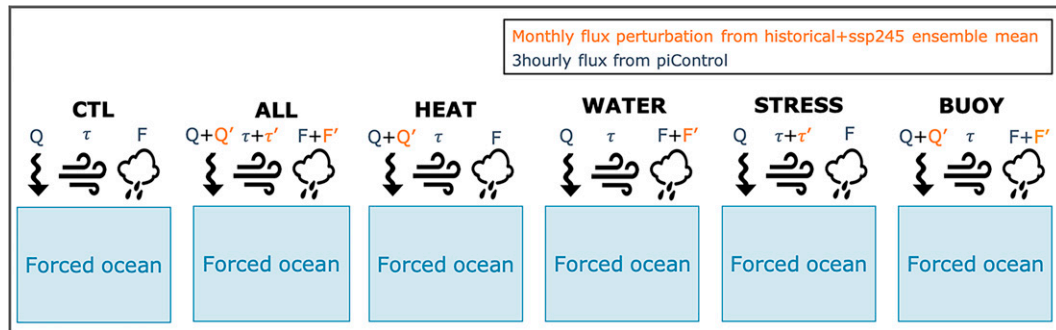 Monthly flux perturbation from historical+ssp245 ensemble mean
3hourly flux from piControl
CTL ALL HEAT WATER STRESS BUOY
Q τ F Q+Q′ τ+τ′ F+F′ Q+Q′ τ F Q τ F+F′ Q τ+τ′ F Q+Q′ τ F+F′
Forced ocean Forced ocean Forced ocean Forced ocean Forced ocean Forced ocean